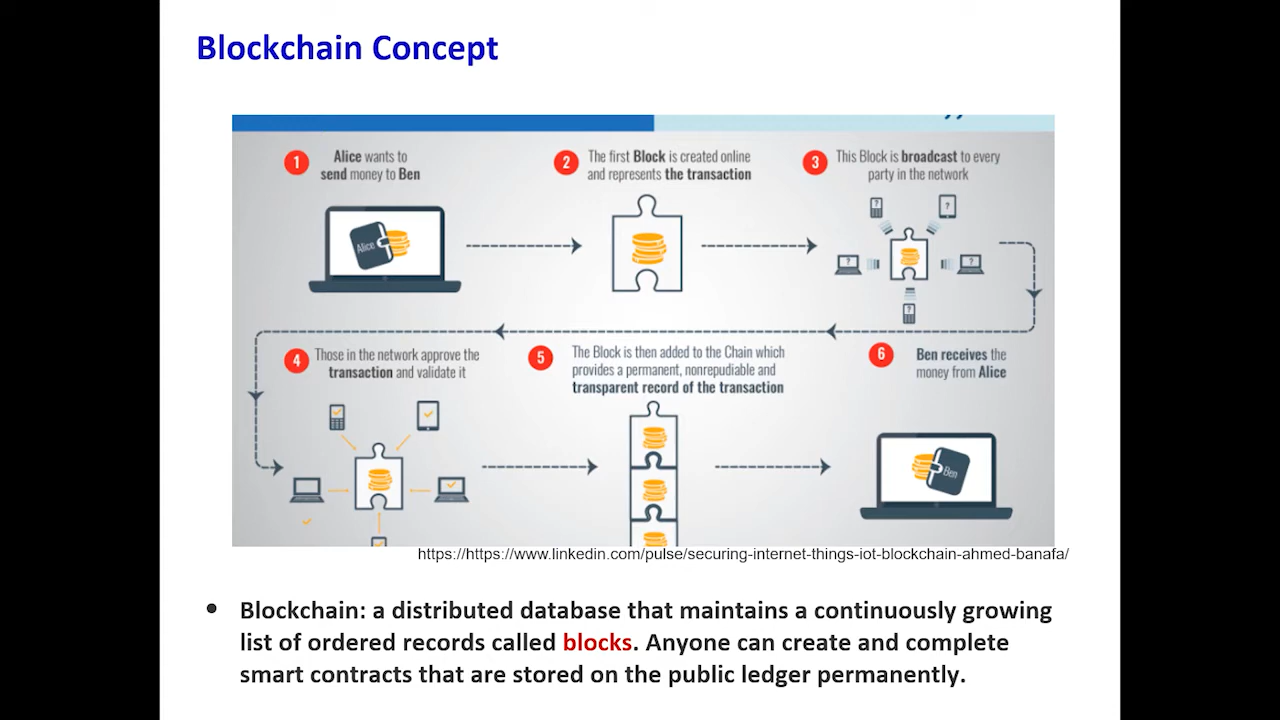 Blockchain Concept
1
Alice wants to
send money to Ben
2
The first Block is created online
and represents the transaction
3
This Block is broadcast to every
party in the network
Alice
?
?
?
?
?
4
Those in the network approve the
transaction and validate it
5
The Block is then added to the Chain which
provides a permanent, nonrepudiable and
transparent record of the transaction
6
Ben receives the
money from Alice
Ben
https://https://www.linkedin.com/pulse/securing-internet-things-iot-blockchain-ahmed-banafa/
• Blockchain: a distributed database that maintains a continuously growing
list of ordered records called blocks. Anyone can create and complete
smart contracts that are stored on the public ledger permanently.